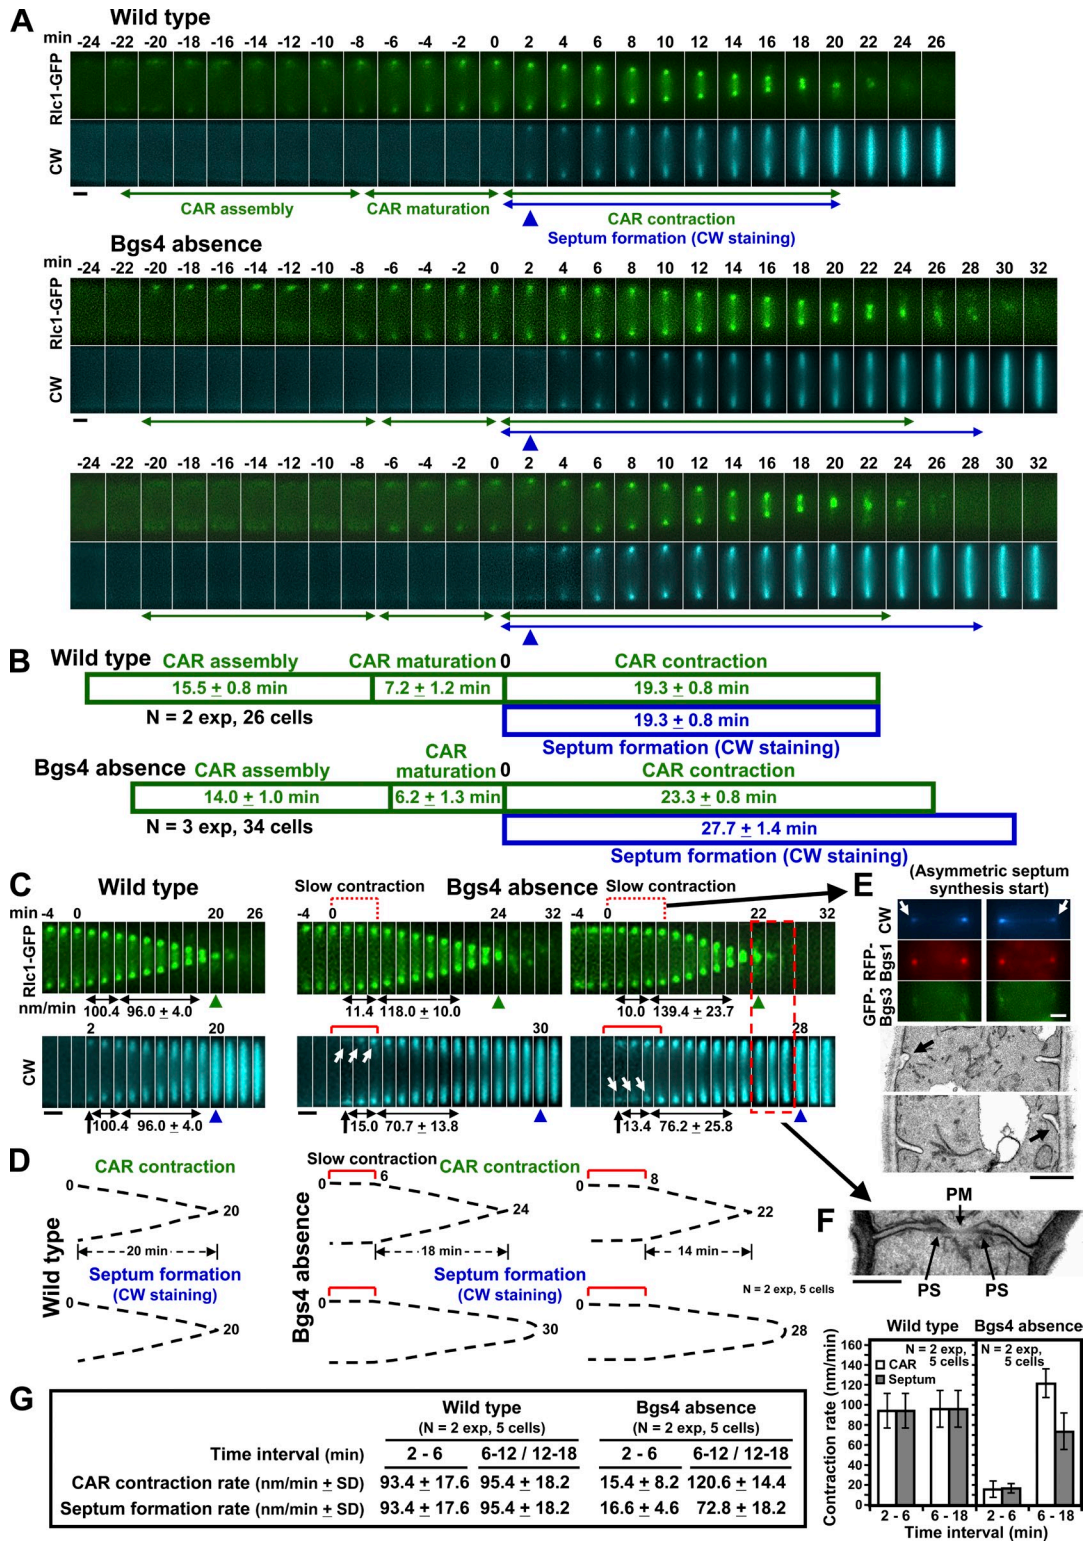 A
Wild type
min -24 -22 -20 -18 -16 -14 -12 -10 -8 -6 -4 -2 0 2 4 6 8 10 12 14 16 18 20 22 24 26
Rlc1-GFP
CW
CAR assembly
CAR maturation
CAR contraction
Septum formation (CW staining)
Bgs4 absence
min -24 -22 -20 -18 -16 -14 -12 -10 -8 -6 -4 -2 0 2 4 6 8 10 12 14 16 18 20 22 24 26 28 30 32
Rlc1-GFP
CW
-24 -22 -20 -18 -16 -14 -12 -10 -8 -6 -4 -2 0 2 4 6 8 10 12 14 16 18 20 22 24 26 28 30 32
B
Wild type CAR assembly CAR maturation 0 CAR contraction
15.5 ± 0.8 min 7.2 ± 1.2 min 19.3 ± 0.8 min
N = 2 exp, 26 cells
19.3 ± 0.8 min
Septum formation (CW staining)
Bgs4 absence CAR assembly CAR maturation 0 CAR contraction
14.0 ± 1.0 min 6.2 ± 1.3 min 23.3 ± 0.8 min
N = 3 exp, 34 cells
27.7 ± 1.4 min
Septum formation (CW staining)
C
Wild type
Bgs4 absence
Slow contraction
Slow contraction
min -4 0 20 26
-4 0 24 32
-4 0 22 32
Rlc1-GFP
nm/min 100.4 96.0 ± 4.0
11.4 118.0 ± 10.0
10.0 139.4 ± 23.7
2 20
30
28
CW
100.4 96.0 ± 4.0
15.0 70.7 ± 13.8
13.4 76.2 ± 25.8
D
Wild type
CAR contraction
0 20
20 min
Septum formation
(CW staining)
0 20
Bgs4 absence
Slow contraction
CAR contraction
0 6 24
18 min
8 22
14 min
Septum formation
(CW staining)
N = 2 exp, 5 cells
0 30
0 28
E
(Asymmetric septum
synthesis start)
CW
RFP-Bgs1
GFP-Bgs3
F
PM
PS PS
G
Wild type Bgs4 absence
(N = 2 exp, 5 cells) (N = 2 exp, 5 cells)
Time interval (min) 2 - 6 6-12 / 12-18 2 - 6 6-12 / 12-18
CAR contraction rate (nm/min ± SD) 93.4 ± 17.6 95.4 ± 18.2 15.4 ± 8.2 120.6 ± 14.4
Septum formation rate (nm/min ± SD) 93.4 ± 17.6 95.4 ± 18.2 16.6 ± 4.6 72.8 ± 18.2
Wild type Bgs4 absence
N = 2 exp, 5 cells
N = 2 exp, 5 cells
CAR
Septum
Contraction rate (nm/min)
160
140
120
100
80
60
40
20
0
2 - 6 6 - 18 2 - 6 6 - 18
Time interval (min)